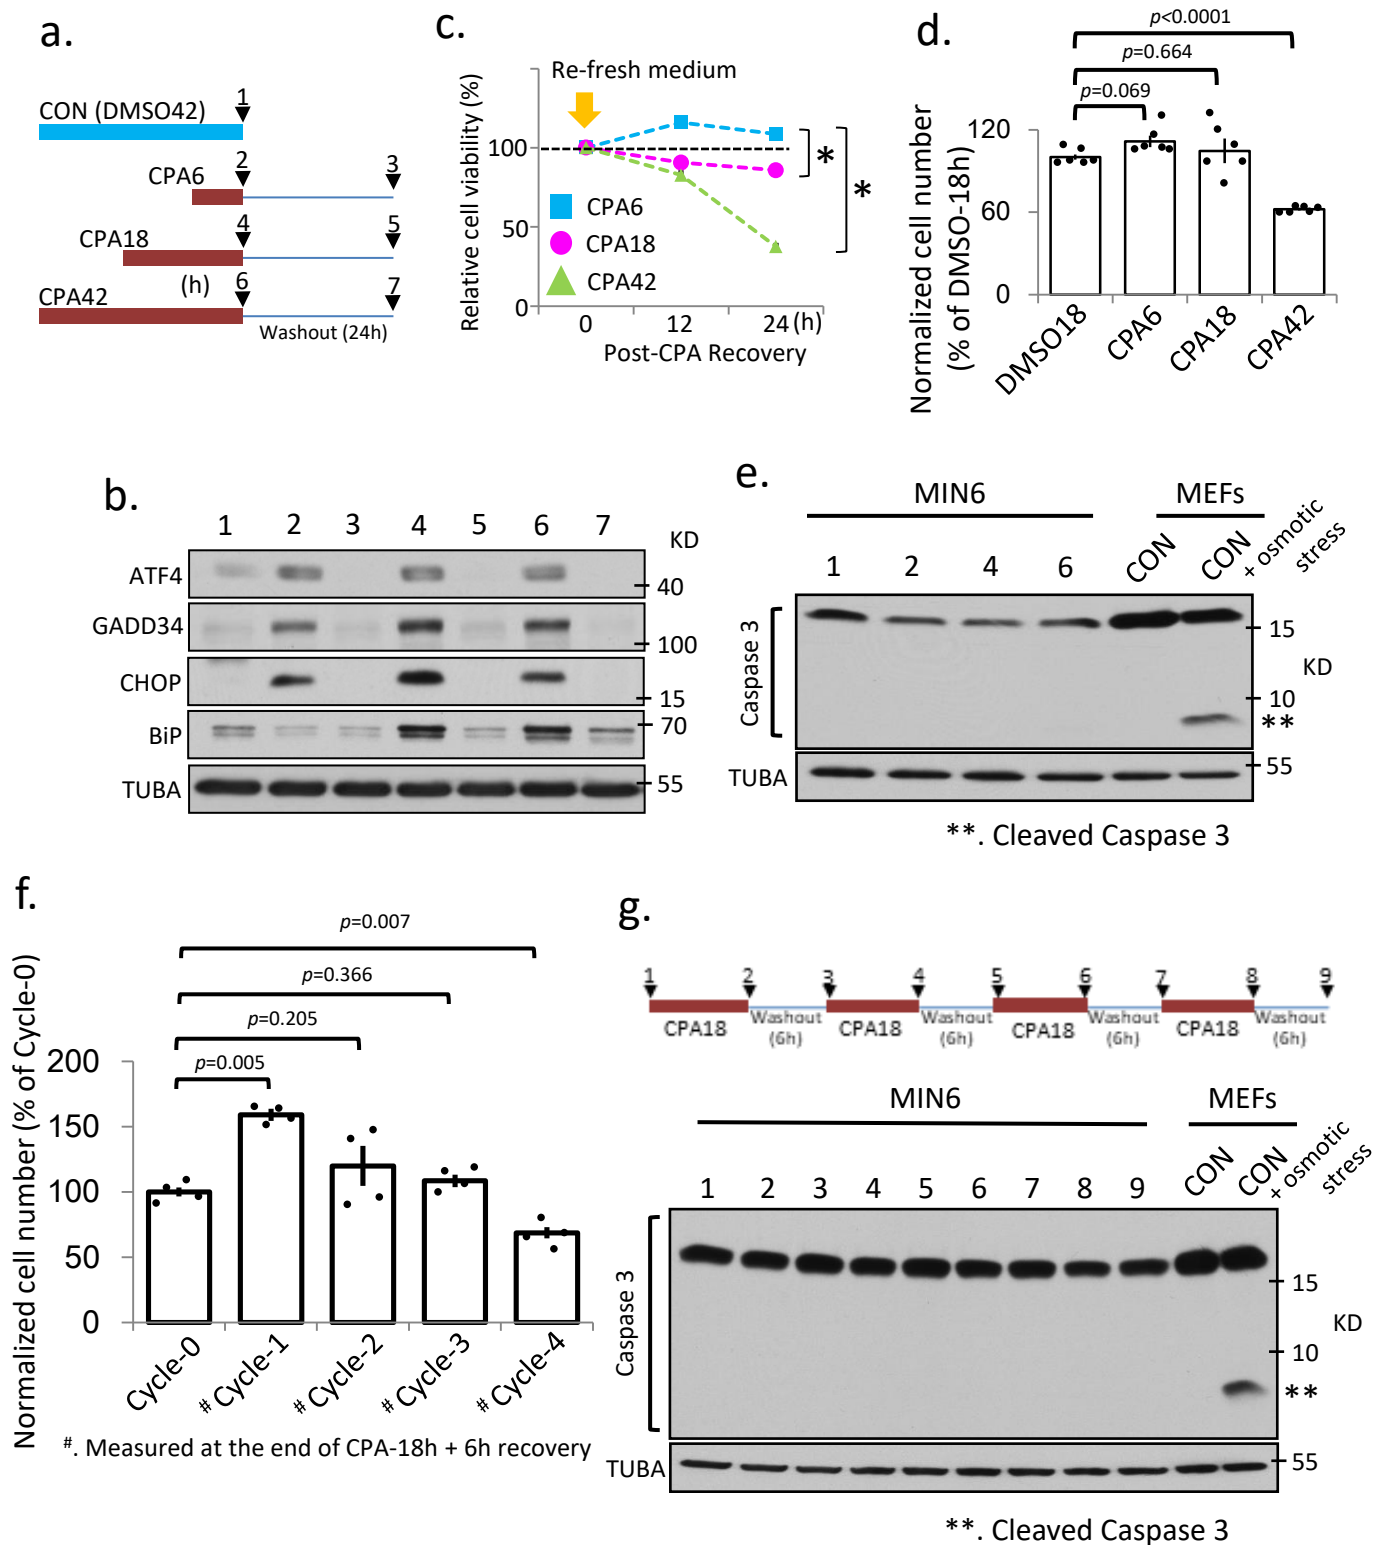 a.
CON (DMSO42)
1
CPA6
2
3
CPA18
4
5
(h)
CPA42
6
7
Washout (24h)
c.
Re-fresh medium
Relative cell viability (%)
100
50
0
CPA6
CPA18
CPA42
*
*
0 12 24 (h)
Post-CPA Recovery
d.
p<0.0001
p=0.664
p=0.069
Normalized cell number
(% of DMSO-18h)
120
60
0
DMSO18 CPA6 CPA18 CPA42
b.
1 2 3 4 5 6 7
KD
ATF4
40
GADD34
100
CHOP
15
BiP
70
TUBA
55
e.
MIN6 MEFs
1 2 4 6 CON CON
+ osmotic
stress
Caspase 3
15
KD
10
**
TUBA
55
**. Cleaved Caspase 3
f.
p=0.007
p=0.366
p=0.205
p=0.005
Normalized cell number (% of Cycle-0)
200
150
100
50
0
Cycle-0 # Cycle-1 # Cycle-2 # Cycle-3 # Cycle-4
#. Measured at the end of CPA-18h + 6h recovery
g.
1 2 3 4 5 6 7 8 9
CPA18 Washout CPA18 Washout CPA18 Washout CPA18 Washout
(6h) (6h) (6h) (6h)
MIN6 MEFs
1 2 3 4 5 6 7 8 9 CON CON
+ osmotic
stress
Caspase 3
15
KD
10
**
TUBA
55
**. Cleaved Caspase 3